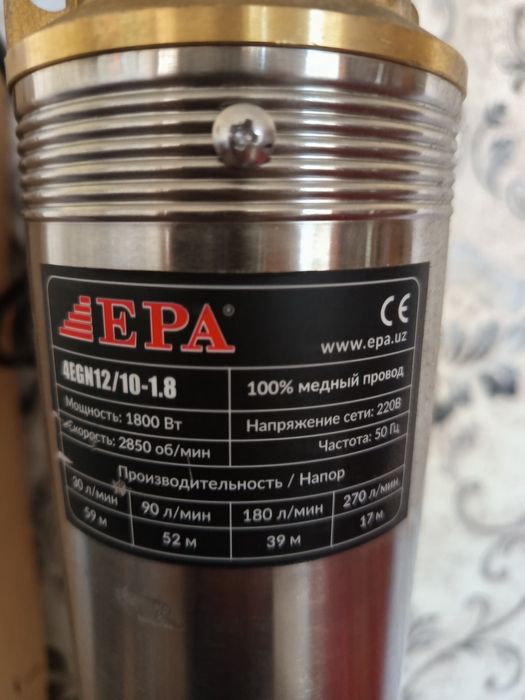 EPA®
CE
www.epa.uz
4EGN12/10-1.8
100% медный провод
Мощность: 1800 Вт
Напряжение сети: 220В
Скорость: 2850 об/мин
Частота: 50 Гц
Производительность / Напор
30 л/мин 90 л/мин 180 л/мин 270 л/мин
59 м 52 м 39 м 17 м